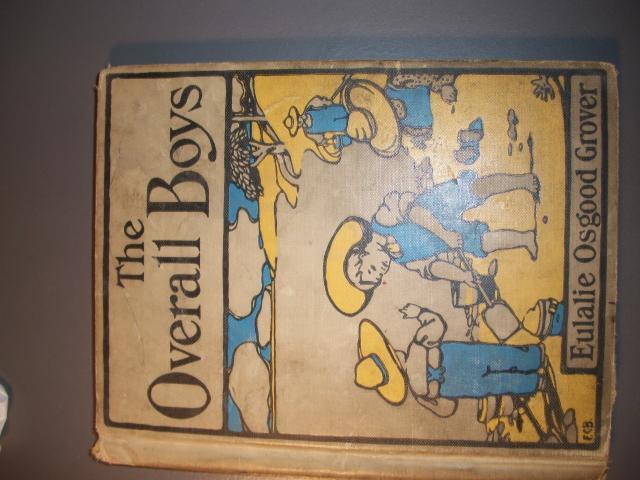 The
Overall Boys
Eulalie Osgood Grover